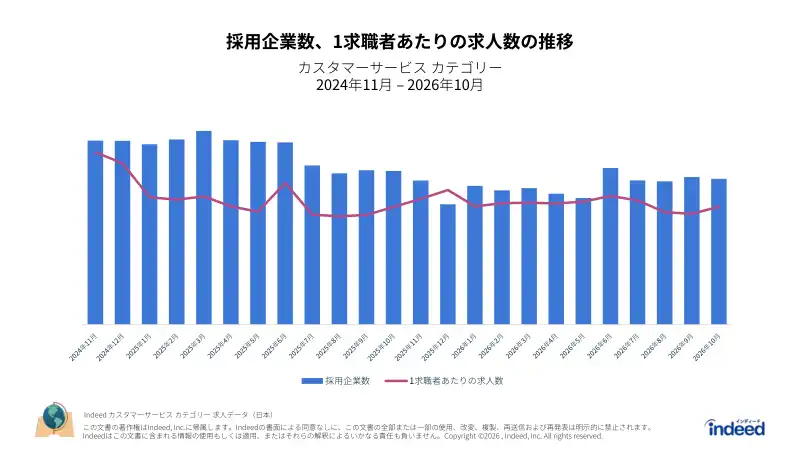 採用企業数、1求職者あたりの求人数の推移
カスタマーサービス カテゴリー
2024年11月 – 2026年10月
2024年11月
2024年12月
2025年1月
2025年2月
2025年3月
2025年4月
2025年5月
2025年6月
2025年7月
2025年8月
2025年9月
2025年10月
2025年11月
2025年12月
2026年1月
2026年2月
2026年3月
2026年4月
2026年5月
2026年6月
2026年7月
2026年8月
2026年9月
2026年10月
採用企業数
1求職者あたりの求人数
Indeed カスタマーサービス カテゴリー 求人データ（日本）
この文書の著作権はIndeed, Inc.に帰属します。Indeedの書面による同意なしに、この文書の全部または一部の使用、改変、複製、再送信および再発表は明示的に禁止されます。
Indeedはこの文書に含まれる情報の使用もしくは適用、またはそれらの解釈によるいかなる責任も負いません。Copyright ©2026 , Indeed, Inc. All rights reserved.
インディード
indeed